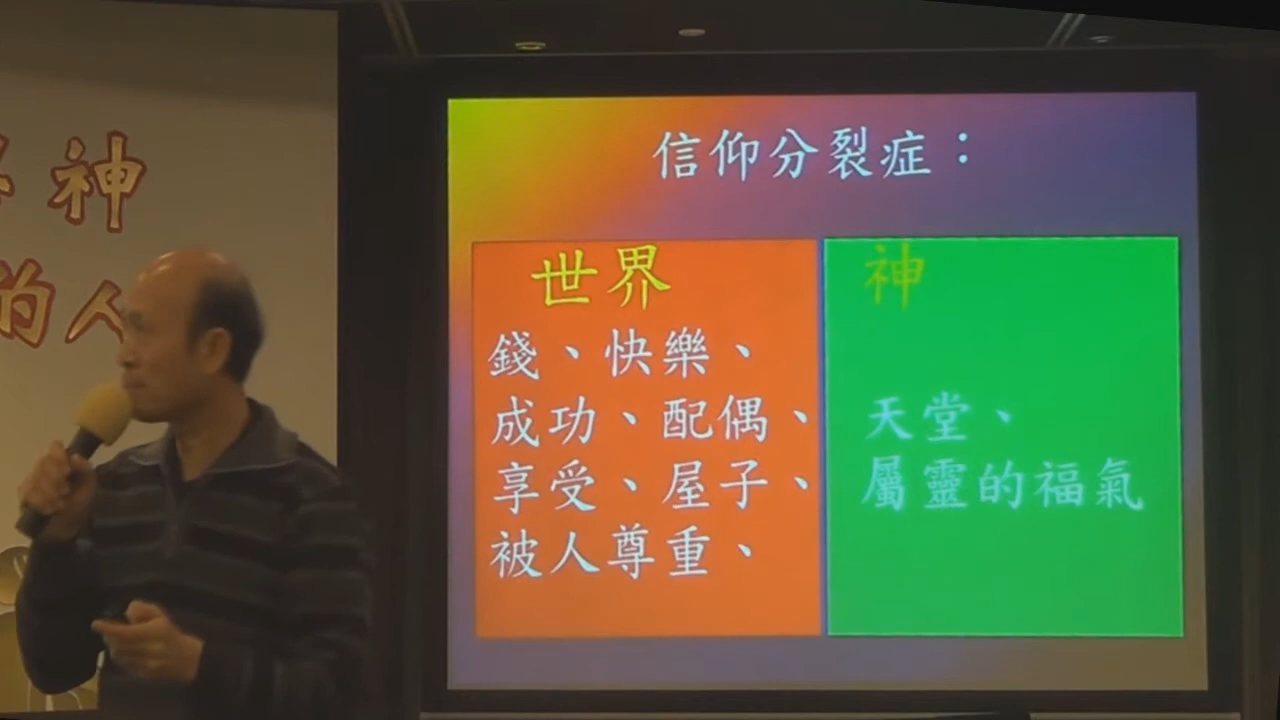 神
的人
信仰分裂症：
世界
錢、快樂、
成功、配偶、
享受、屋子、
被人尊重、
神
天堂、
屬靈的福氣